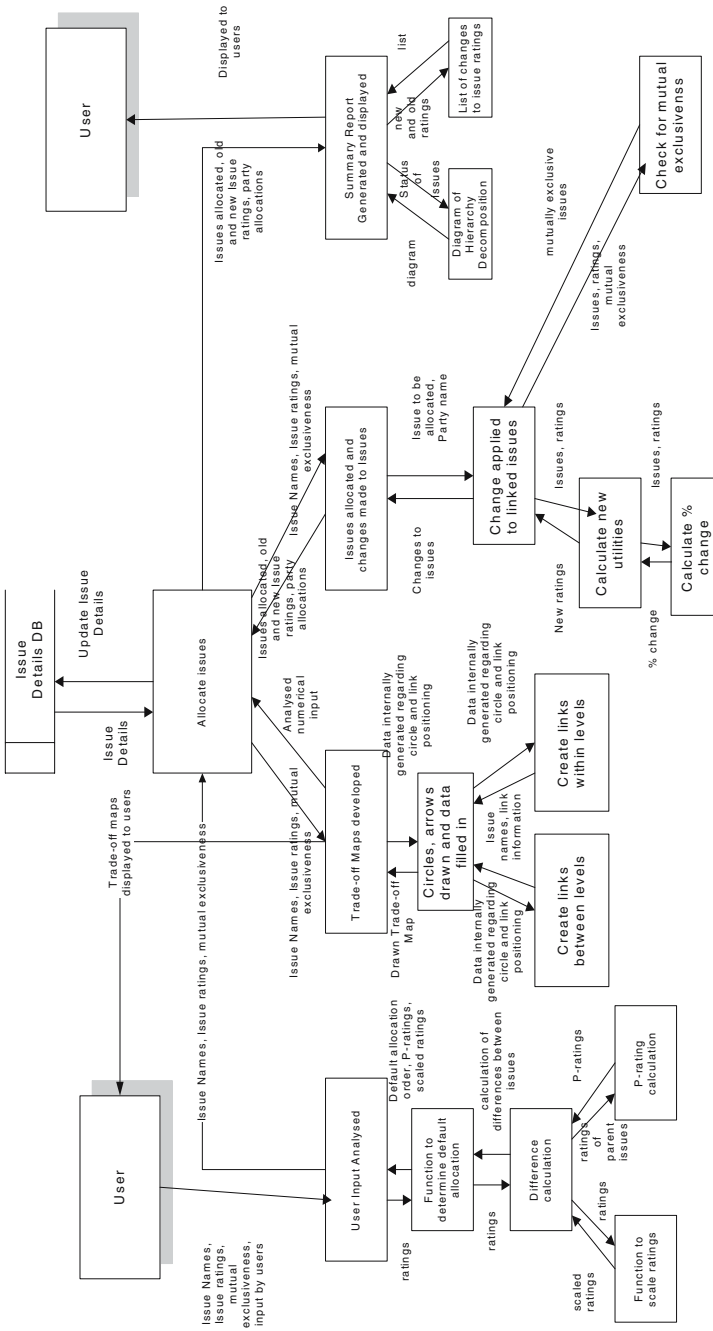 Issue
Details DB
Issue
Details
Update Issue
Details
User
User
Trade-off maps
displayed to users
Displayed to
users
Issue Names,
Issue ratings,
mutual
exclusiveness,
input by users
Issue Names, Issue ratings, mutual exclusiveness
Allocate issues
Issues allocated, old
and new Issue
ratings, party
allocations
Issue Names, Issue ratings, mutual
exclusiveness
Analysed
numerical
input
Issues allocated, old
and new Issue
ratings, party
allocations
Issue Names, Issue ratings, mutual
exclusiveness
User Input Analysed
Trade-off Maps developed
Issues allocated and
changes made to Issues
Summary Report
Generated and displayed
ratings
Default allocation
order, P-ratings,
scaled ratings
Drawn Trade-off
Map
Data internally
generated regarding
circle and link
positioning
Changes to
issues
Issue to be
allocated,
Party name
diagram
Status
of
issues
new
and old
ratings
list
Function to
determine default
allocation
Circles, arrows
drawn and data
filled in
Diagram of
Hierarchy
Decomposition
List of changes
to issue ratings
ratings
calculation of
differences between
issues
Data internally
generated regarding
circle and link
positioning
Issue
names, link
information
Data internally
generated regarding
circle and link
positioning
Change applied
to linked issues
mutually exclusive
issues
Issues, ratings,
mutual
exclusiveness
Difference
calculation
Create links
between levels
Create links
within levels
New ratings
Issues, ratings
scaled
ratings
ratings
ratings
of
parent
issues
P-ratings
Calculate new
utilities
Function to
scale ratings
P-rating
calculation
% change
Issues, ratings
Calculate %
change
Check for mutual
exclusivenss